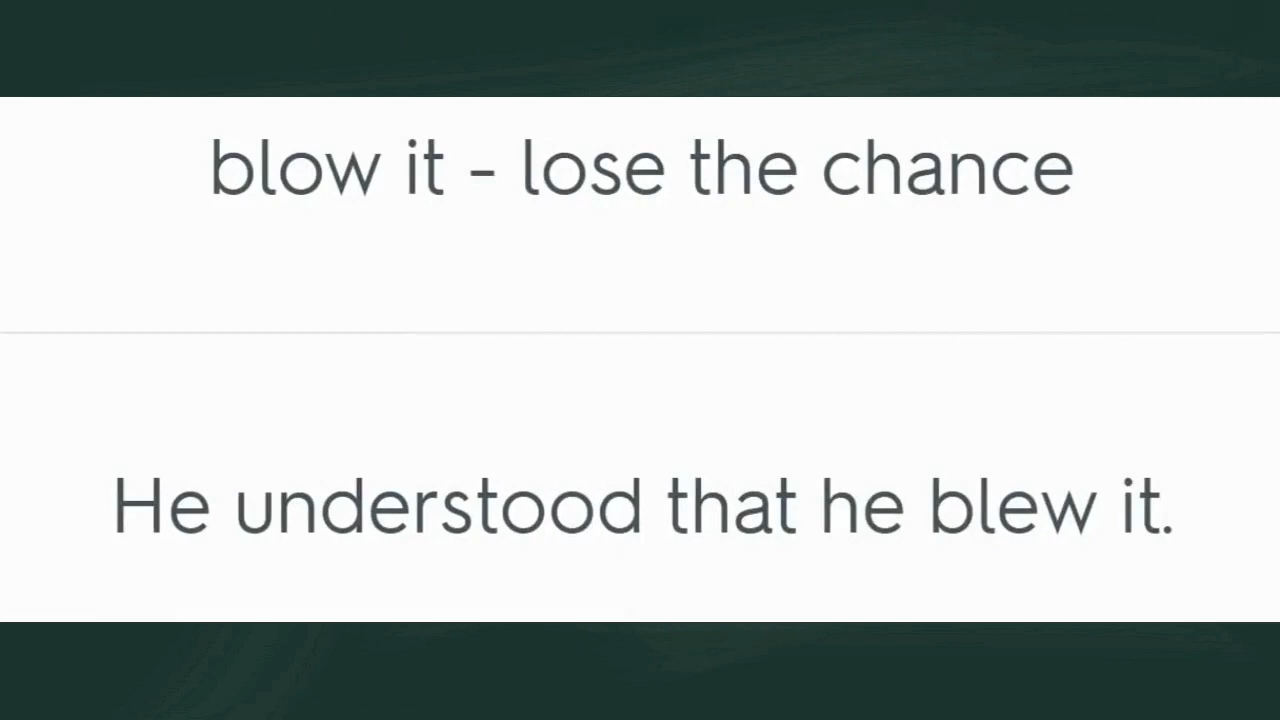 blow it - lose the chance
He understood that he blew it.